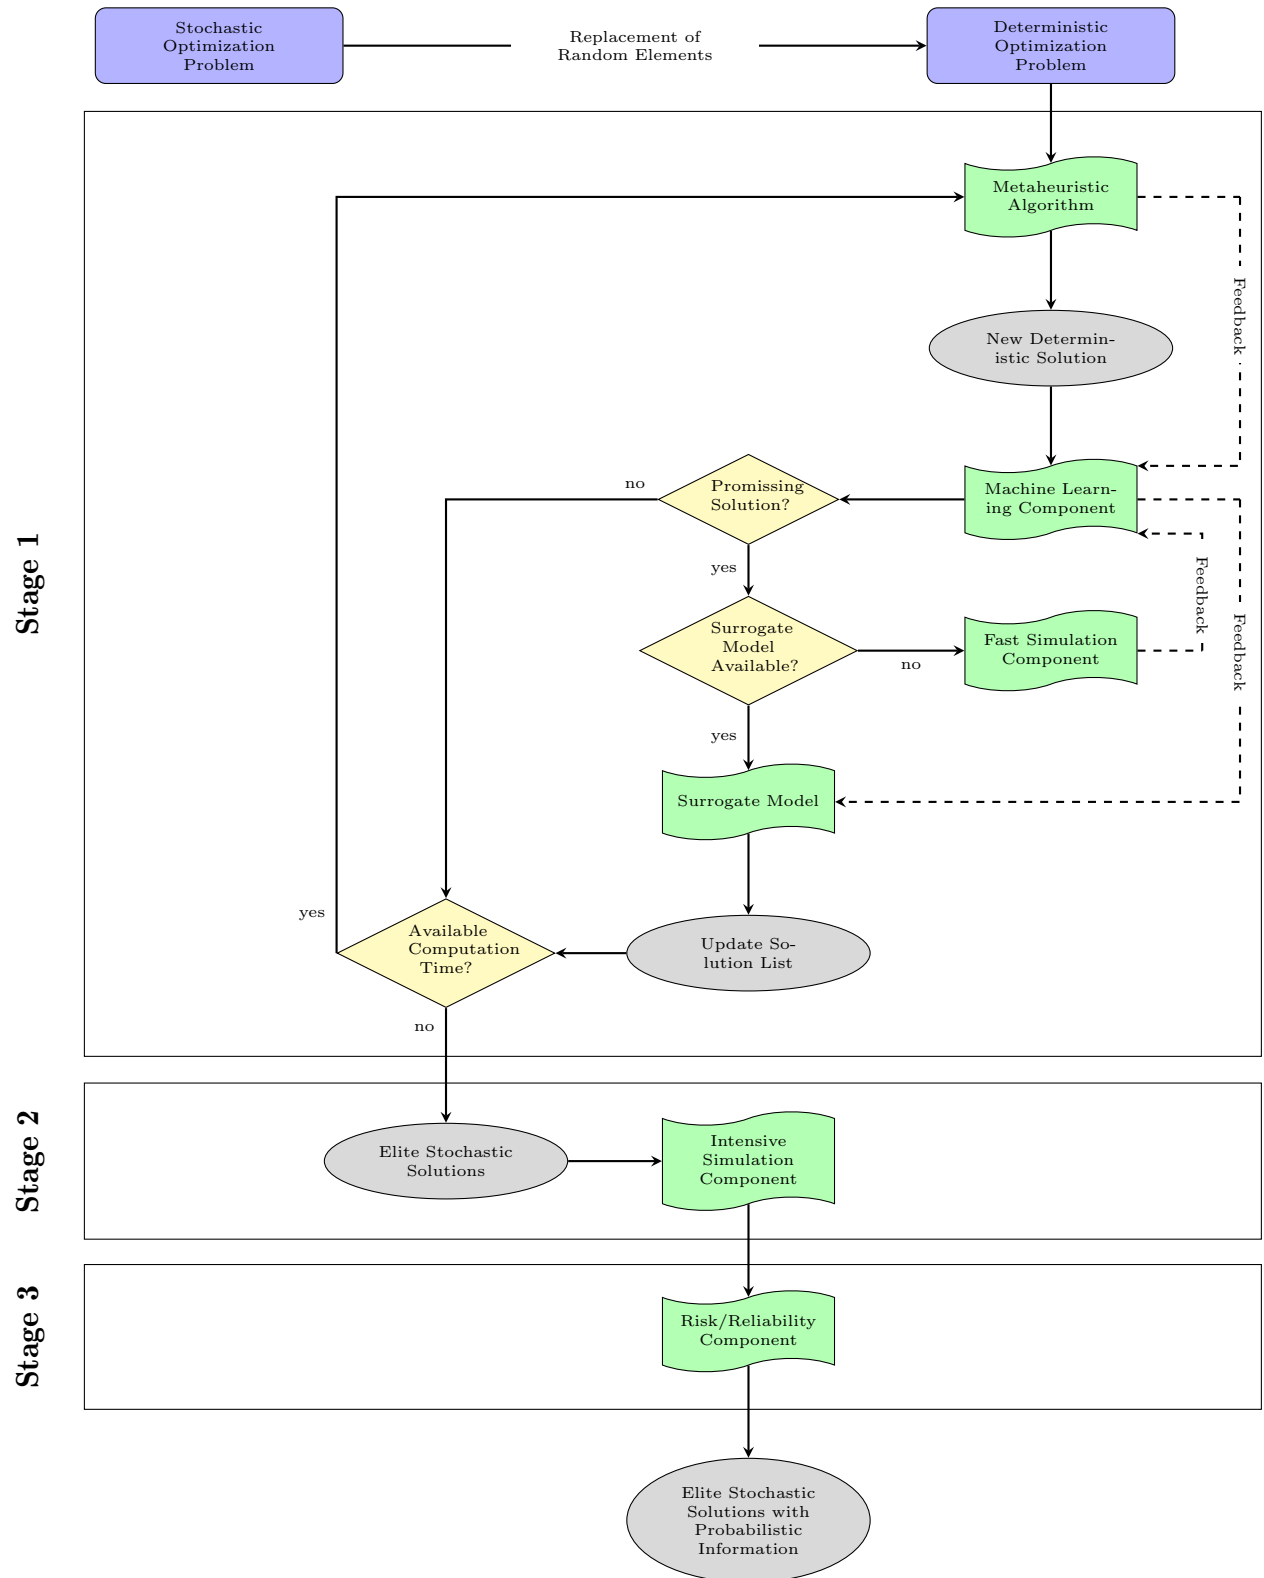 Stochastic
Optimization
Problem
Replacement of
Random Elements
Deterministic
Optimization
Problem
Stage 1
Metaheuristic
Algorithm
Feedback
New Determin-
istic Solution
Machine Learn-
ing Component
Promissing
Solution?
no
yes
Feedback
Feedback
Surrogate
Model
Available?
no
Fast Simulation
Component
yes
Surrogate Model
yes
Available
Computation
Time?
Update So-
lution List
no
Stage 2
Elite Stochastic
Solutions
Intensive
Simulation
Component
Stage 3
Risk/Reliability
Component
Elite Stochastic
Solutions with
Probabilistic
Information